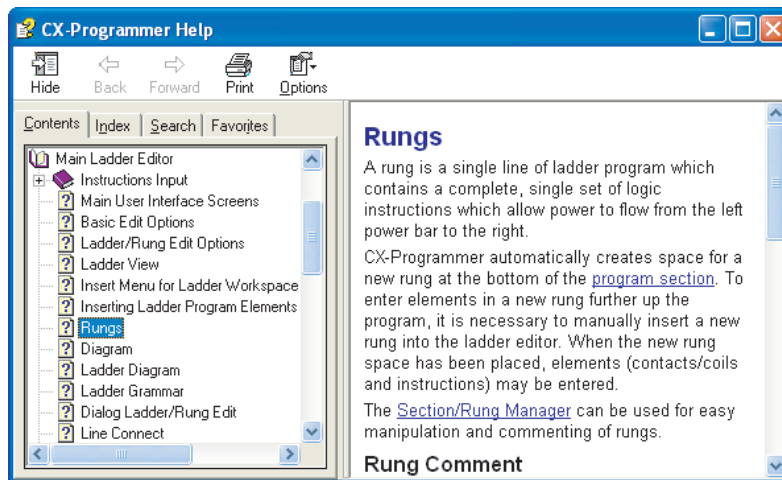 CX-Programmer Help
Hide Back Forward Print Options
Contents Index Search Favorites
Main Ladder Editor
Instructions Input
Main User Interface Screens
Basic Edit Options
Ladder/Rung Edit Options
Ladder View
Insert Menu for Ladder Workspace
Inserting Ladder Program Elements
Rungs
Diagram
Ladder Diagram
Ladder Grammar
Dialog Ladder/Rung Edit
Line Connect
Rungs
A rung is a single line of ladder program which
contains a complete, single set of logic
instructions which allow power to flow from the left
power bar to the right.
CX-Programmer automatically creates space for a
new rung at the bottom of the program section. To
enter elements in a new rung further up the
program, it is necessary to manually insert a new
rung into the ladder editor. When the new rung
space has been placed, elements (contacts/coils
and instructions) may be entered.
The Section/Rung Manager can be used for easy
manipulation and commenting of rungs.
Rung Comment